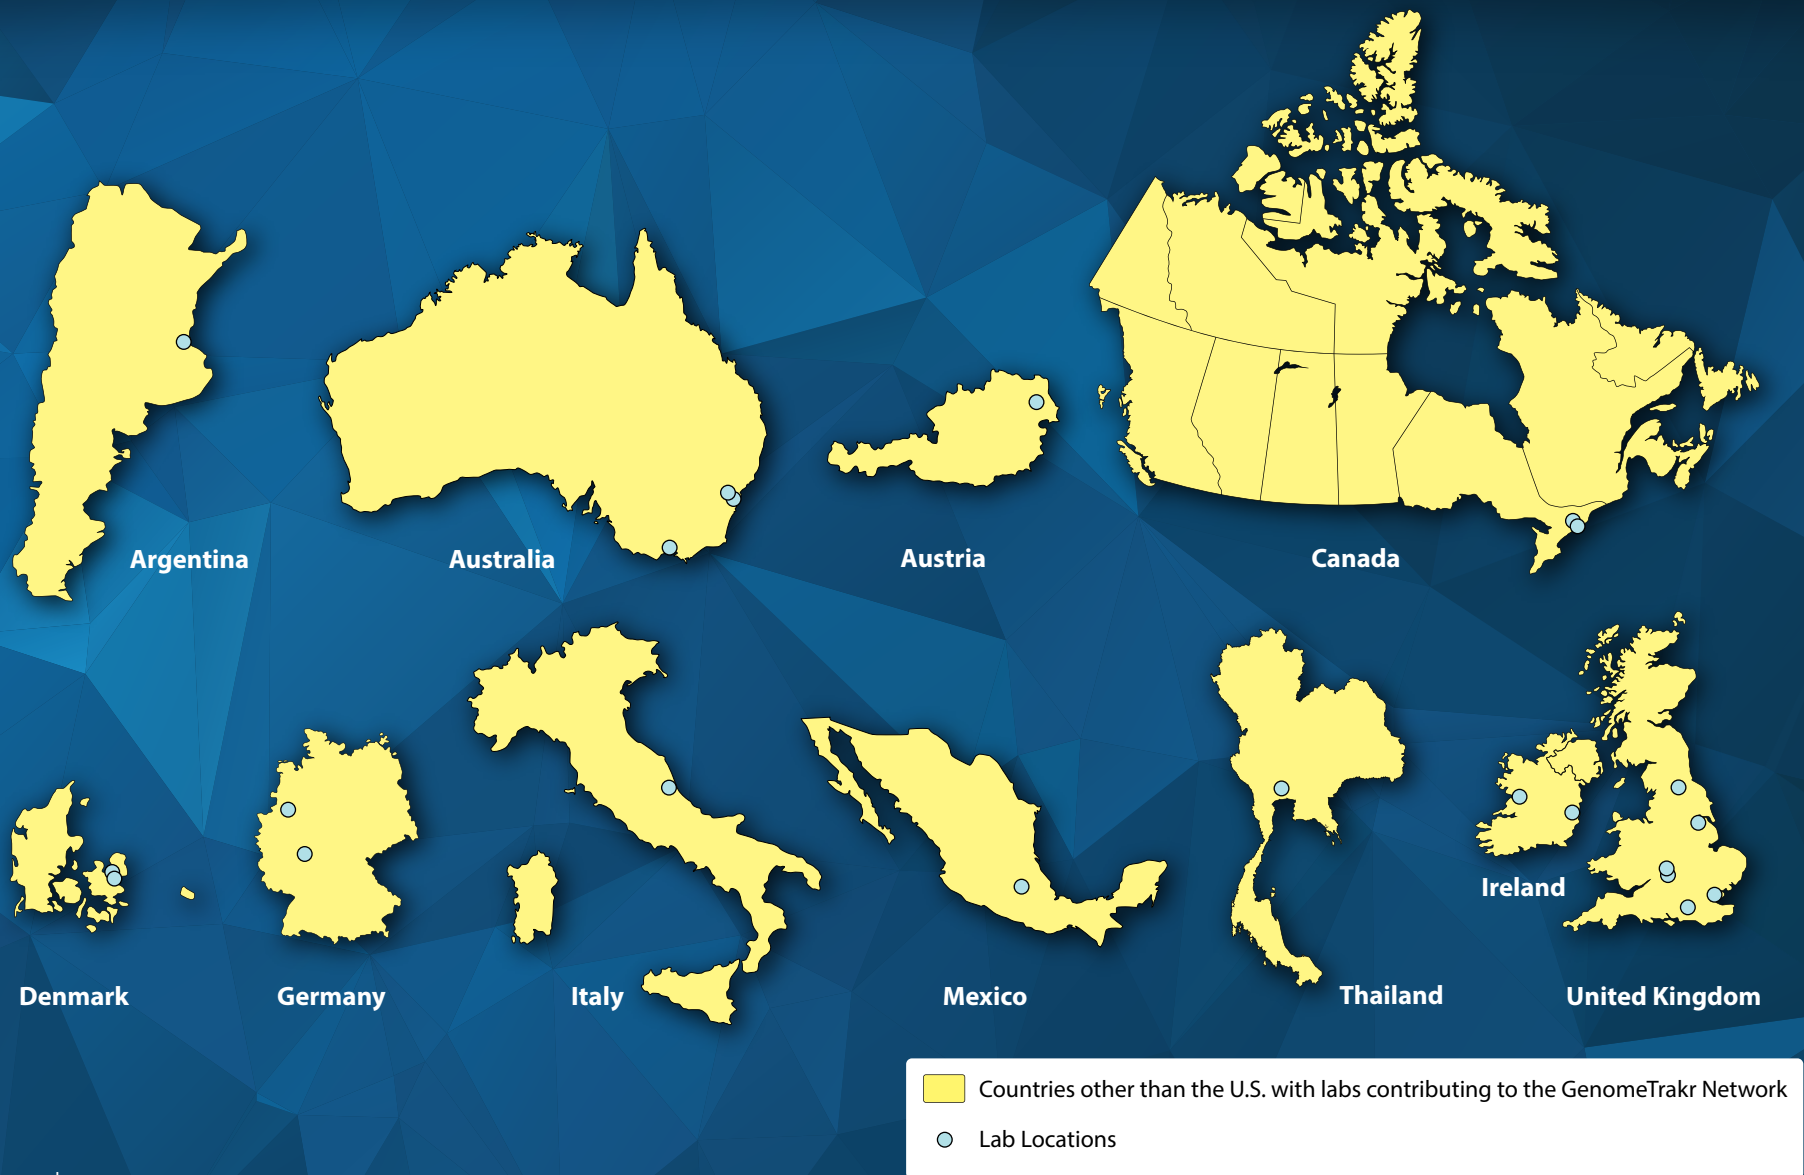 Argentina
Australia
Austria
Canada
Ireland
Denmark
Germany
Italy
Mexico
Thailand
United Kingdom
Countries other than the U.S. with labs contributing to the GenomeTrakr Network
Lab Locations